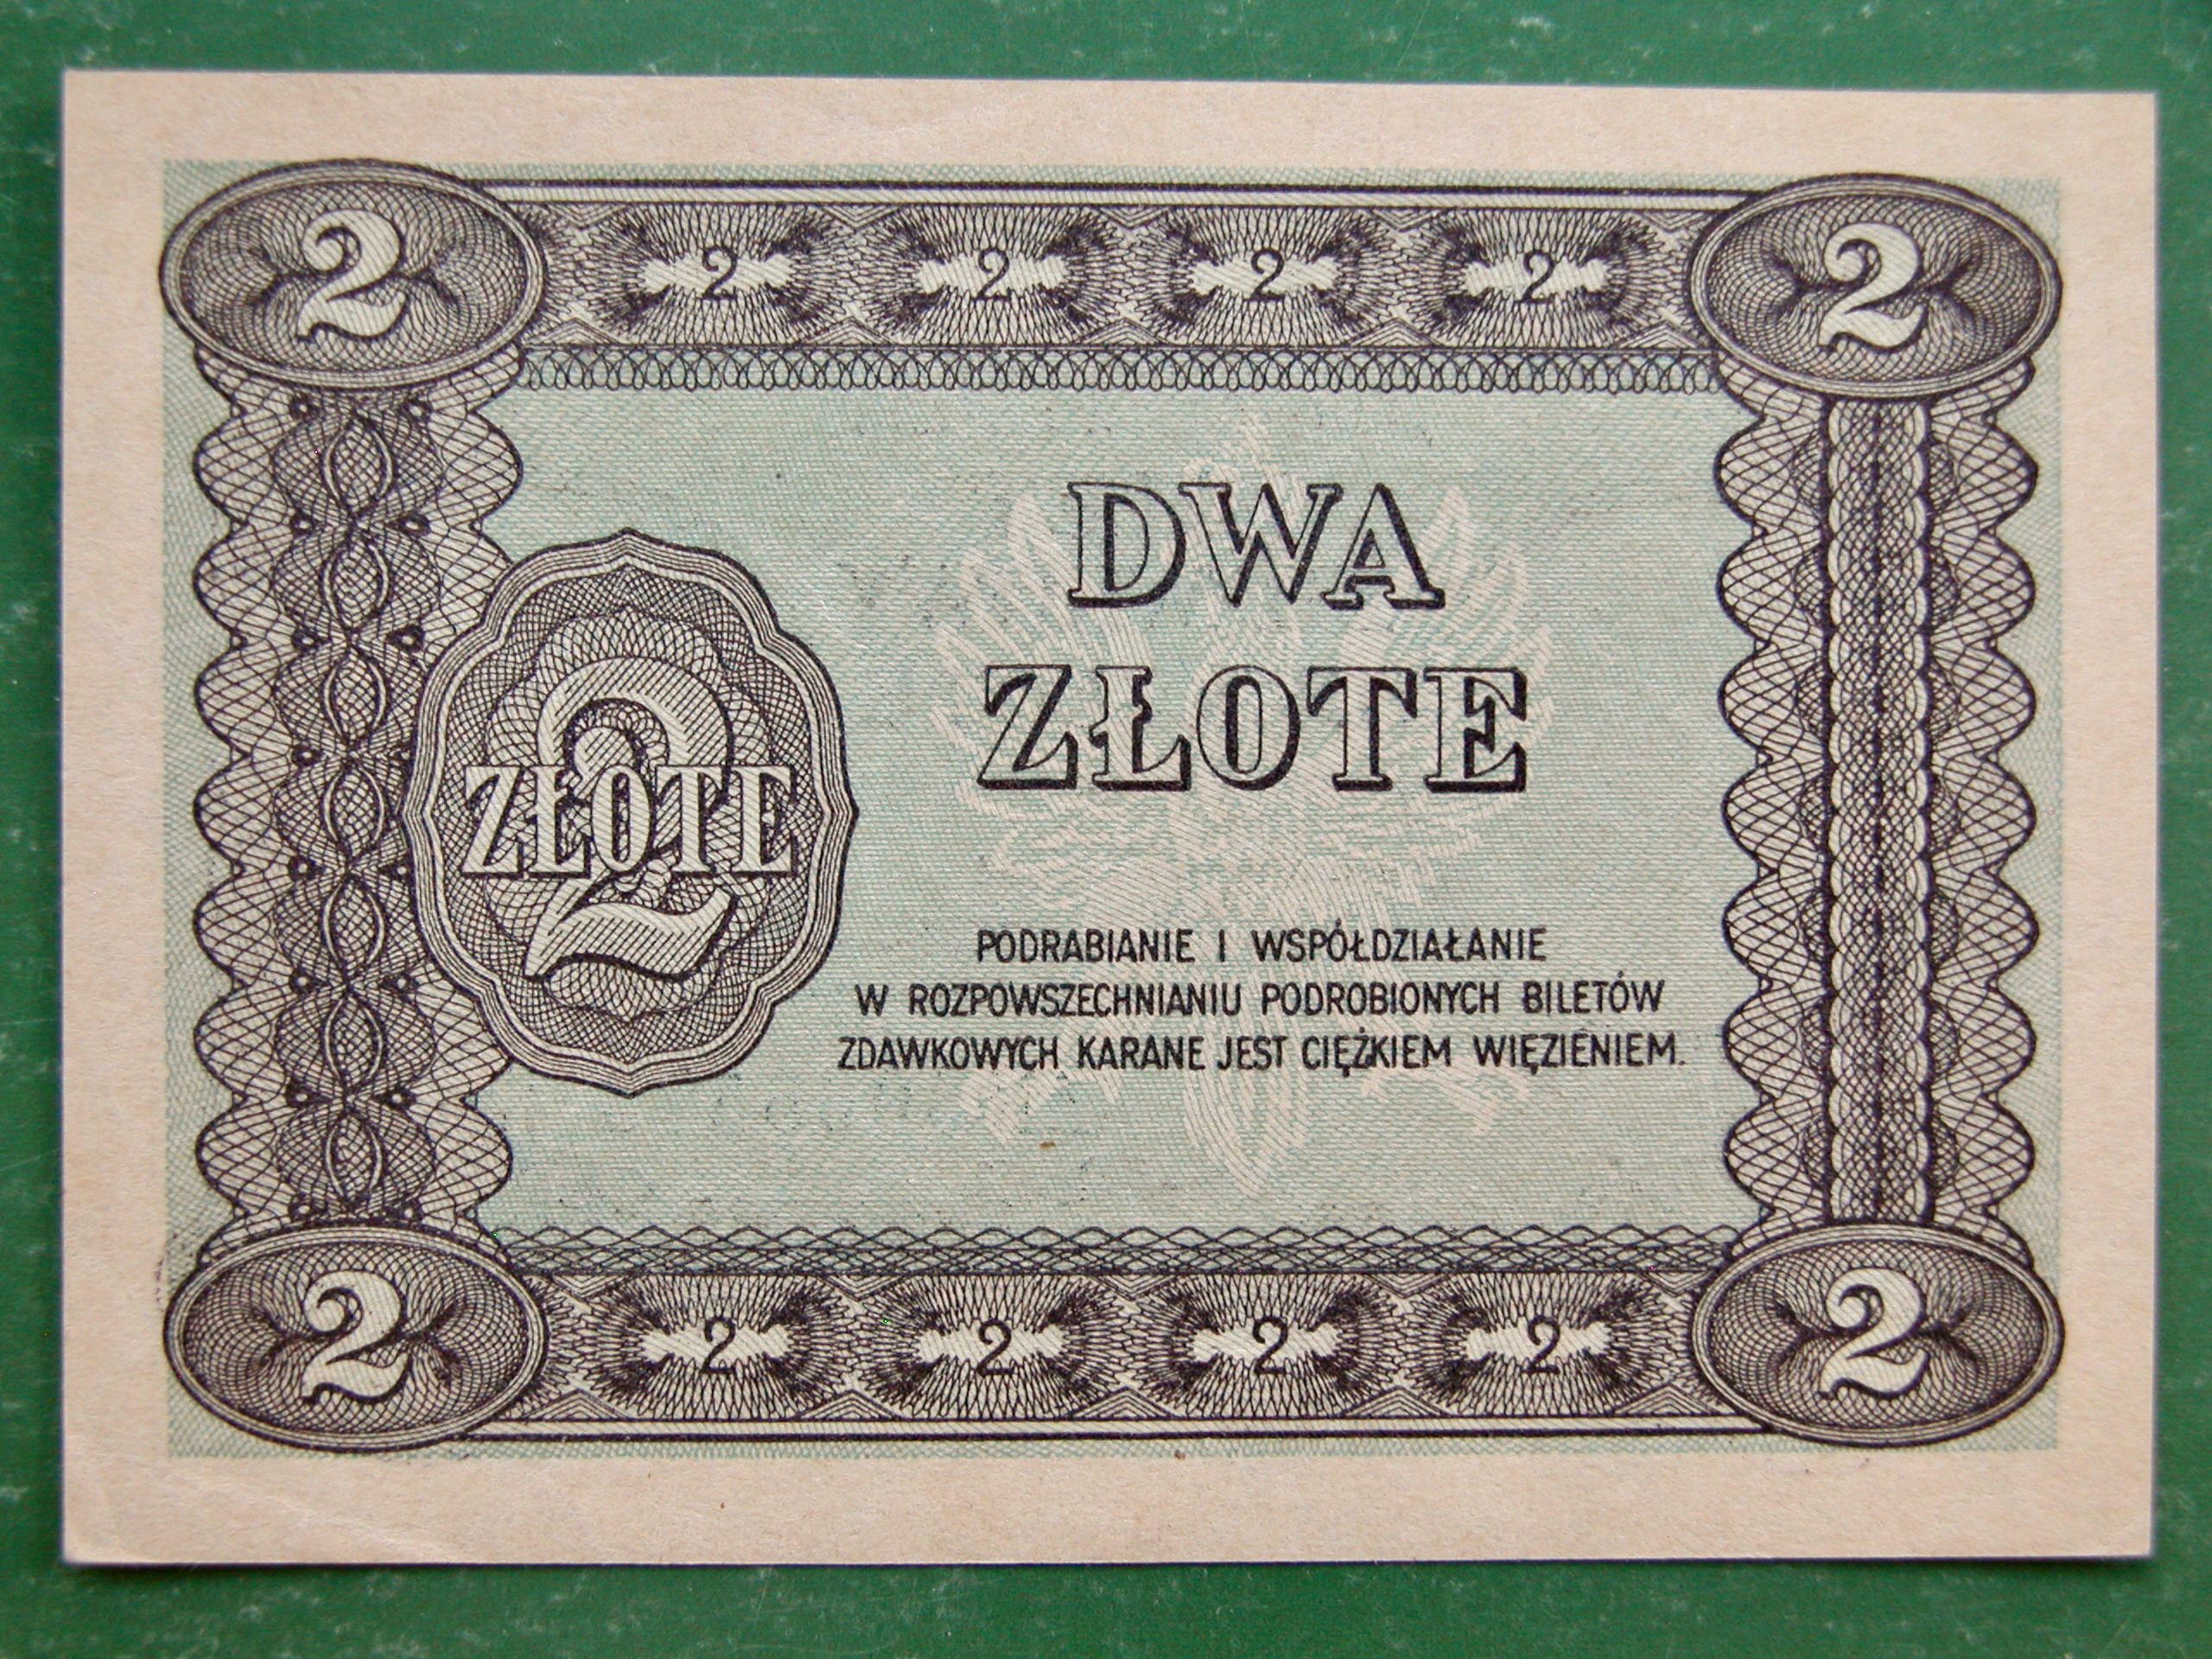 2 2 2 2 2 2
DWA
ZŁOTE
2
ZŁOTE
PODRABIANIE I WSPÓŁDZIAŁANIE
W ROZPOWSZECHNIANIU PODROBIONYCH BILETÓW
ZDAWKOWYCH KARANE JEST CIĘŻKIEM WIĘZIENIEM.
2 2 2 2 2 2